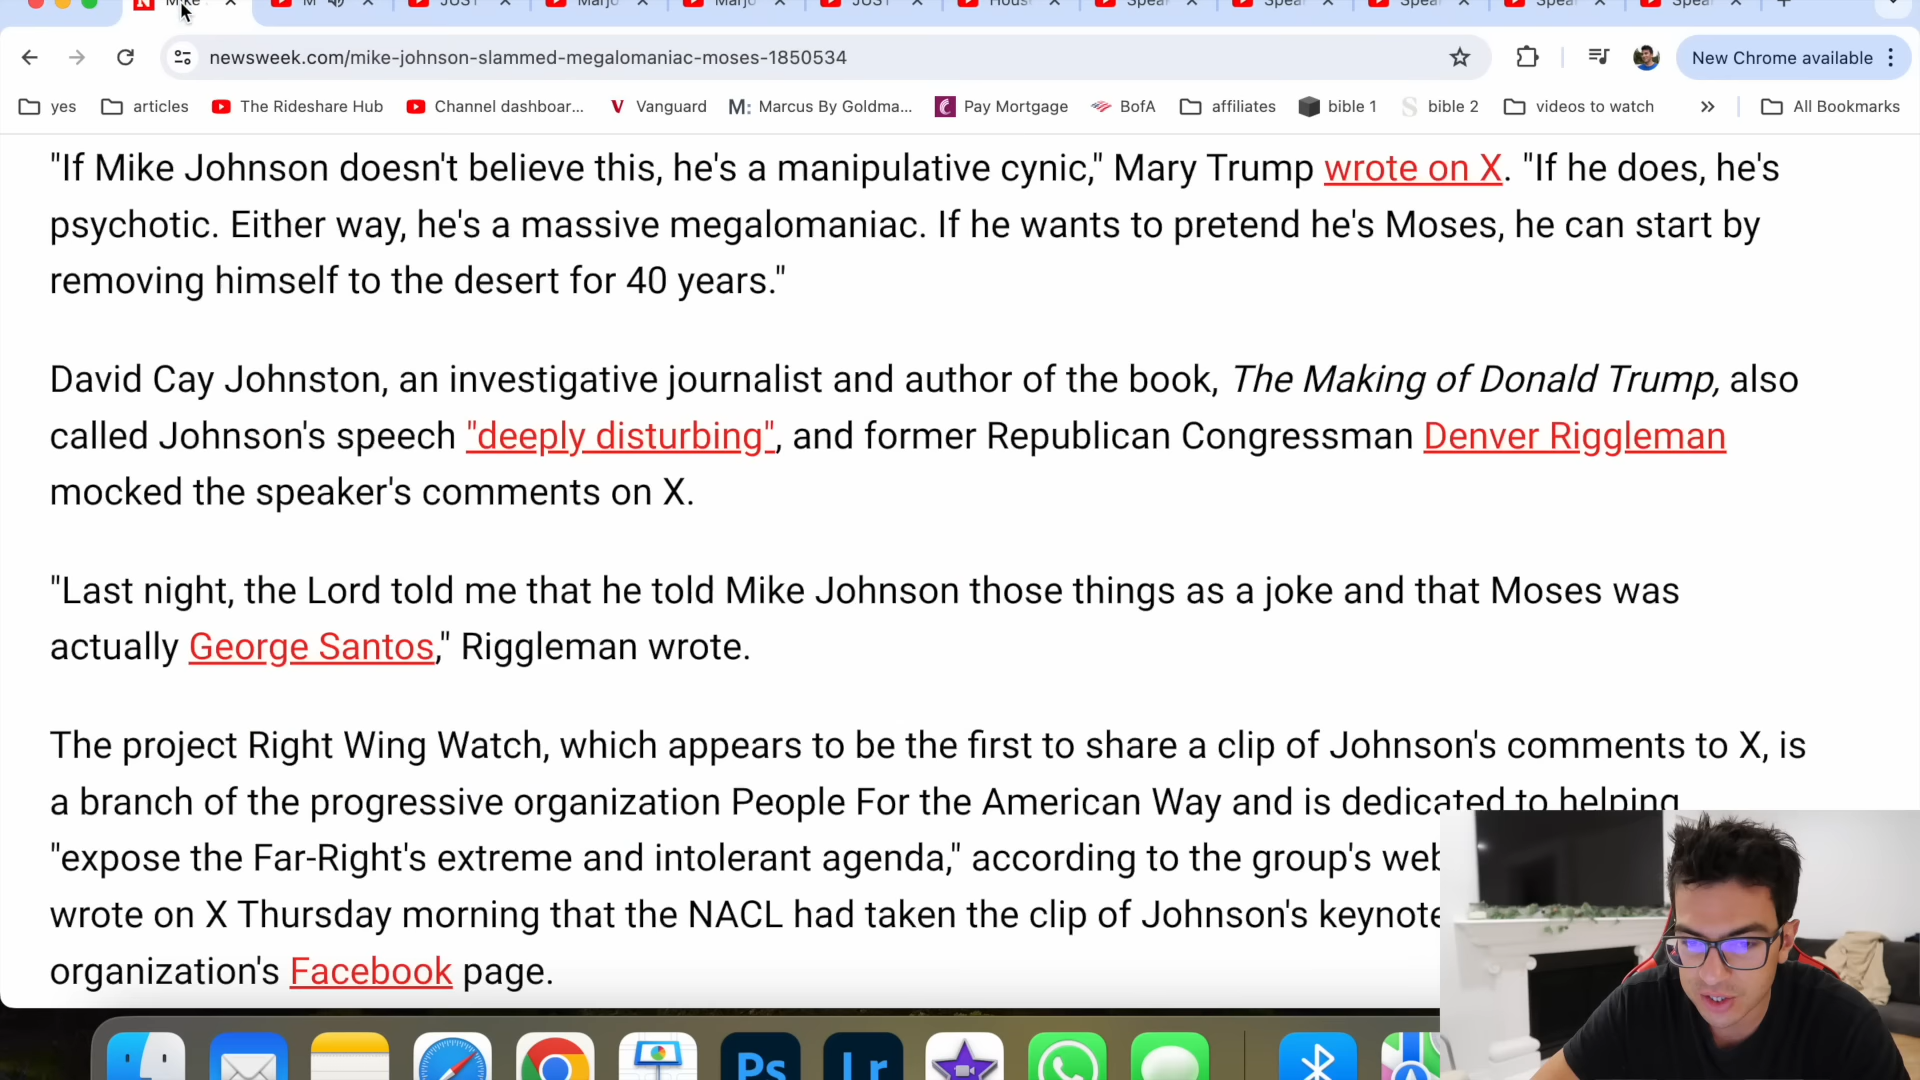 newsweek.com/mike-johnson-slammed-megalomaniac-moses-1850534
New Chrome available
yes articles The Rideshare Hub Channel dashboar... Vanguard Marcus By Goldma... Pay Mortgage BofA affiliates bible 1 bible 2 videos to watch All Bookmarks
"If Mike Johnson doesn't believe this, he's a manipulative cynic," Mary Trump wrote on X. "If he does, he's
psychotic. Either way, he's a massive megalomaniac. If he wants to pretend he's Moses, he can start by
removing himself to the desert for 40 years."
David Cay Johnston, an investigative journalist and author of the book, The Making of Donald Trump, also
called Johnson's speech "deeply disturbing", and former Republican Congressman Denver Riggleman
mocked the speaker's comments on X.
"Last night, the Lord told me that he told Mike Johnson those things as a joke and that Moses was
actually George Santos," Riggleman wrote.
The project Right Wing Watch, which appears to be the first to share a clip of Johnson's comments to X, is
a branch of the progressive organization People For the American Way and is dedicated to helping
"expose the Far-Right's extreme and intolerant agenda," according to the group's web
wrote on X Thursday morning that the NACL had taken the clip of Johnson's keynote
organization's Facebook page.
Ps Lr